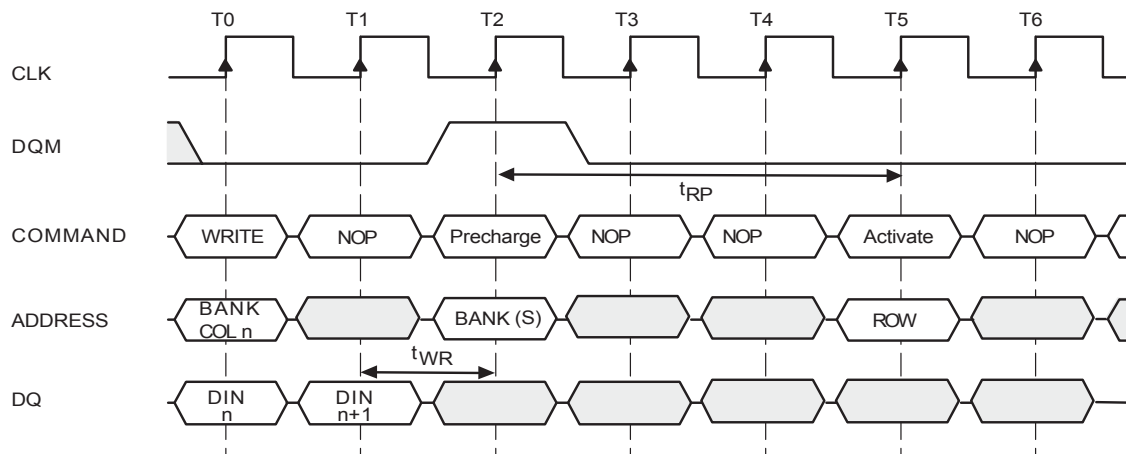 T0 T1 T2 T3 T4 T5 T6
CLK
DQM
tRP
COMMAND WRITE NOP Precharge NOP NOP Activate NOP
ADDRESS BANK COL n BANK (S) ROW
tWR
DQ DIN n DIN n+1